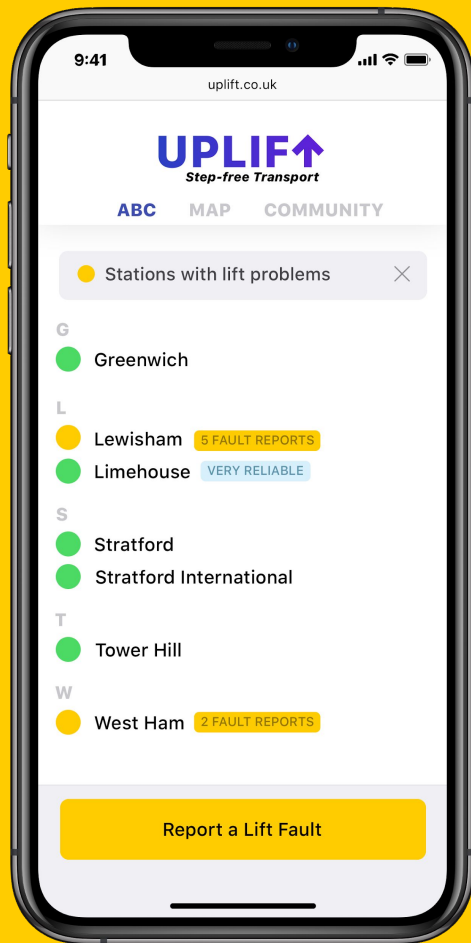 9:41
uplift.co.uk
UPLIF↑
Step-free Transport
ABC MAP COMMUNITY
Stations with lift problems
G
Greenwich
L
Lewisham 5 FAULT REPORTS
Limehouse VERY RELIABLE
S
Stratford
Stratford International
T
Tower Hill
W
West Ham 2 FAULT REPORTS
Report a Lift Fault